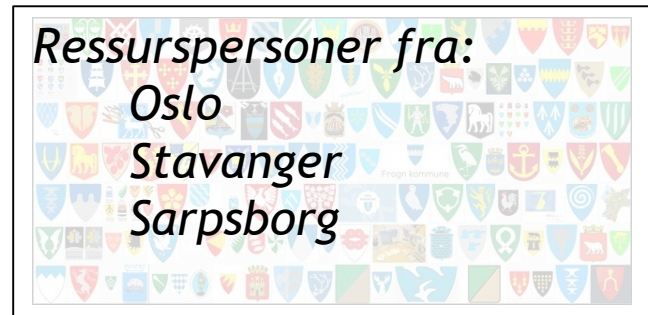 Ressurspersoner fra:
Oslo
Stavanger
Sarpsborg
Frogn kommune